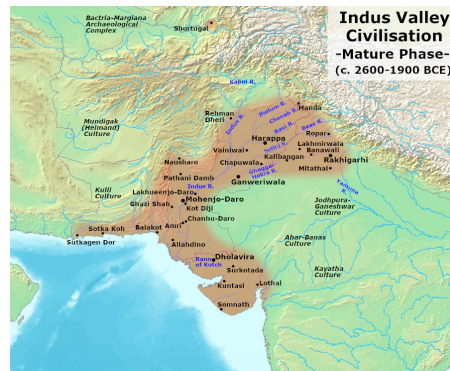 Indus Valley
Civilisation
-Mature Phase-
(c. 2600-1900 BCE)
Bactria-Margiana
Archaeological
Complex
Shortugai
Kabul R.
Mundigak
(Helmand)
Culture
Rehman
Dheri
Indus R.
Jhelum R.
Chenab R.
Ravi R.
Beas R.
Sutlej R.
Manda
Ropar
Harappa
Vainiwal
Chapuwala
Kalibangan
Lakhmirwala
Banawali
Rakhigarhi
Mitathal
Ghaggar-
Hakra R.
Ganweriwala
Yamuna
R.
Nausharo
Pathani Damb
Kulli
Culture
Lakhueenjo-Daro
Indus R.
Ghazi Shah
Mohenjo-Daro
Kot Diji
Chanhu-Daro
Amri
Jodhpura-
Ganeshwar
Culture
Sotka Koh
Sutkagen Dor
Balakot
Allahdino
Ahar-Banas
Culture
Rann
of Kutch
Dholavira
Surkotada
Kayatha
Culture
Kuntasi
Lothal
Somnath